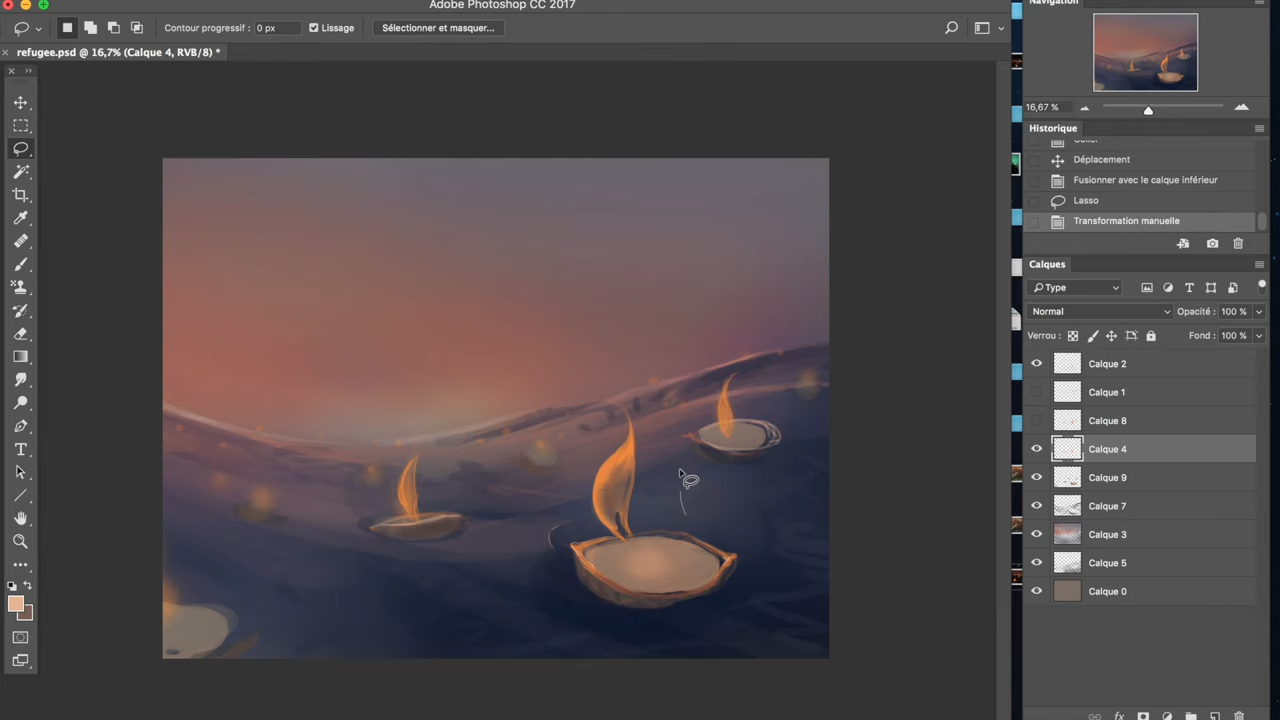 Adobe Photoshop CC 2017
Navigation
Contour progressif : 0 px Lissage Sélectionner et masquer...
refugee.psd @ 16,7% (Calque 4, RVB/8) *
16,67 %
Historique
Déplacement
Fusionner avec le calque inférieur
Lasso
Transformation manuelle
Calques
Type
Normal Opacité : 100 %
Verrou : Fond : 100 %
Calque 2
Calque 1
Calque 8
Calque 4
Calque 9
Calque 7
Calque 3
Calque 5
Calque 0